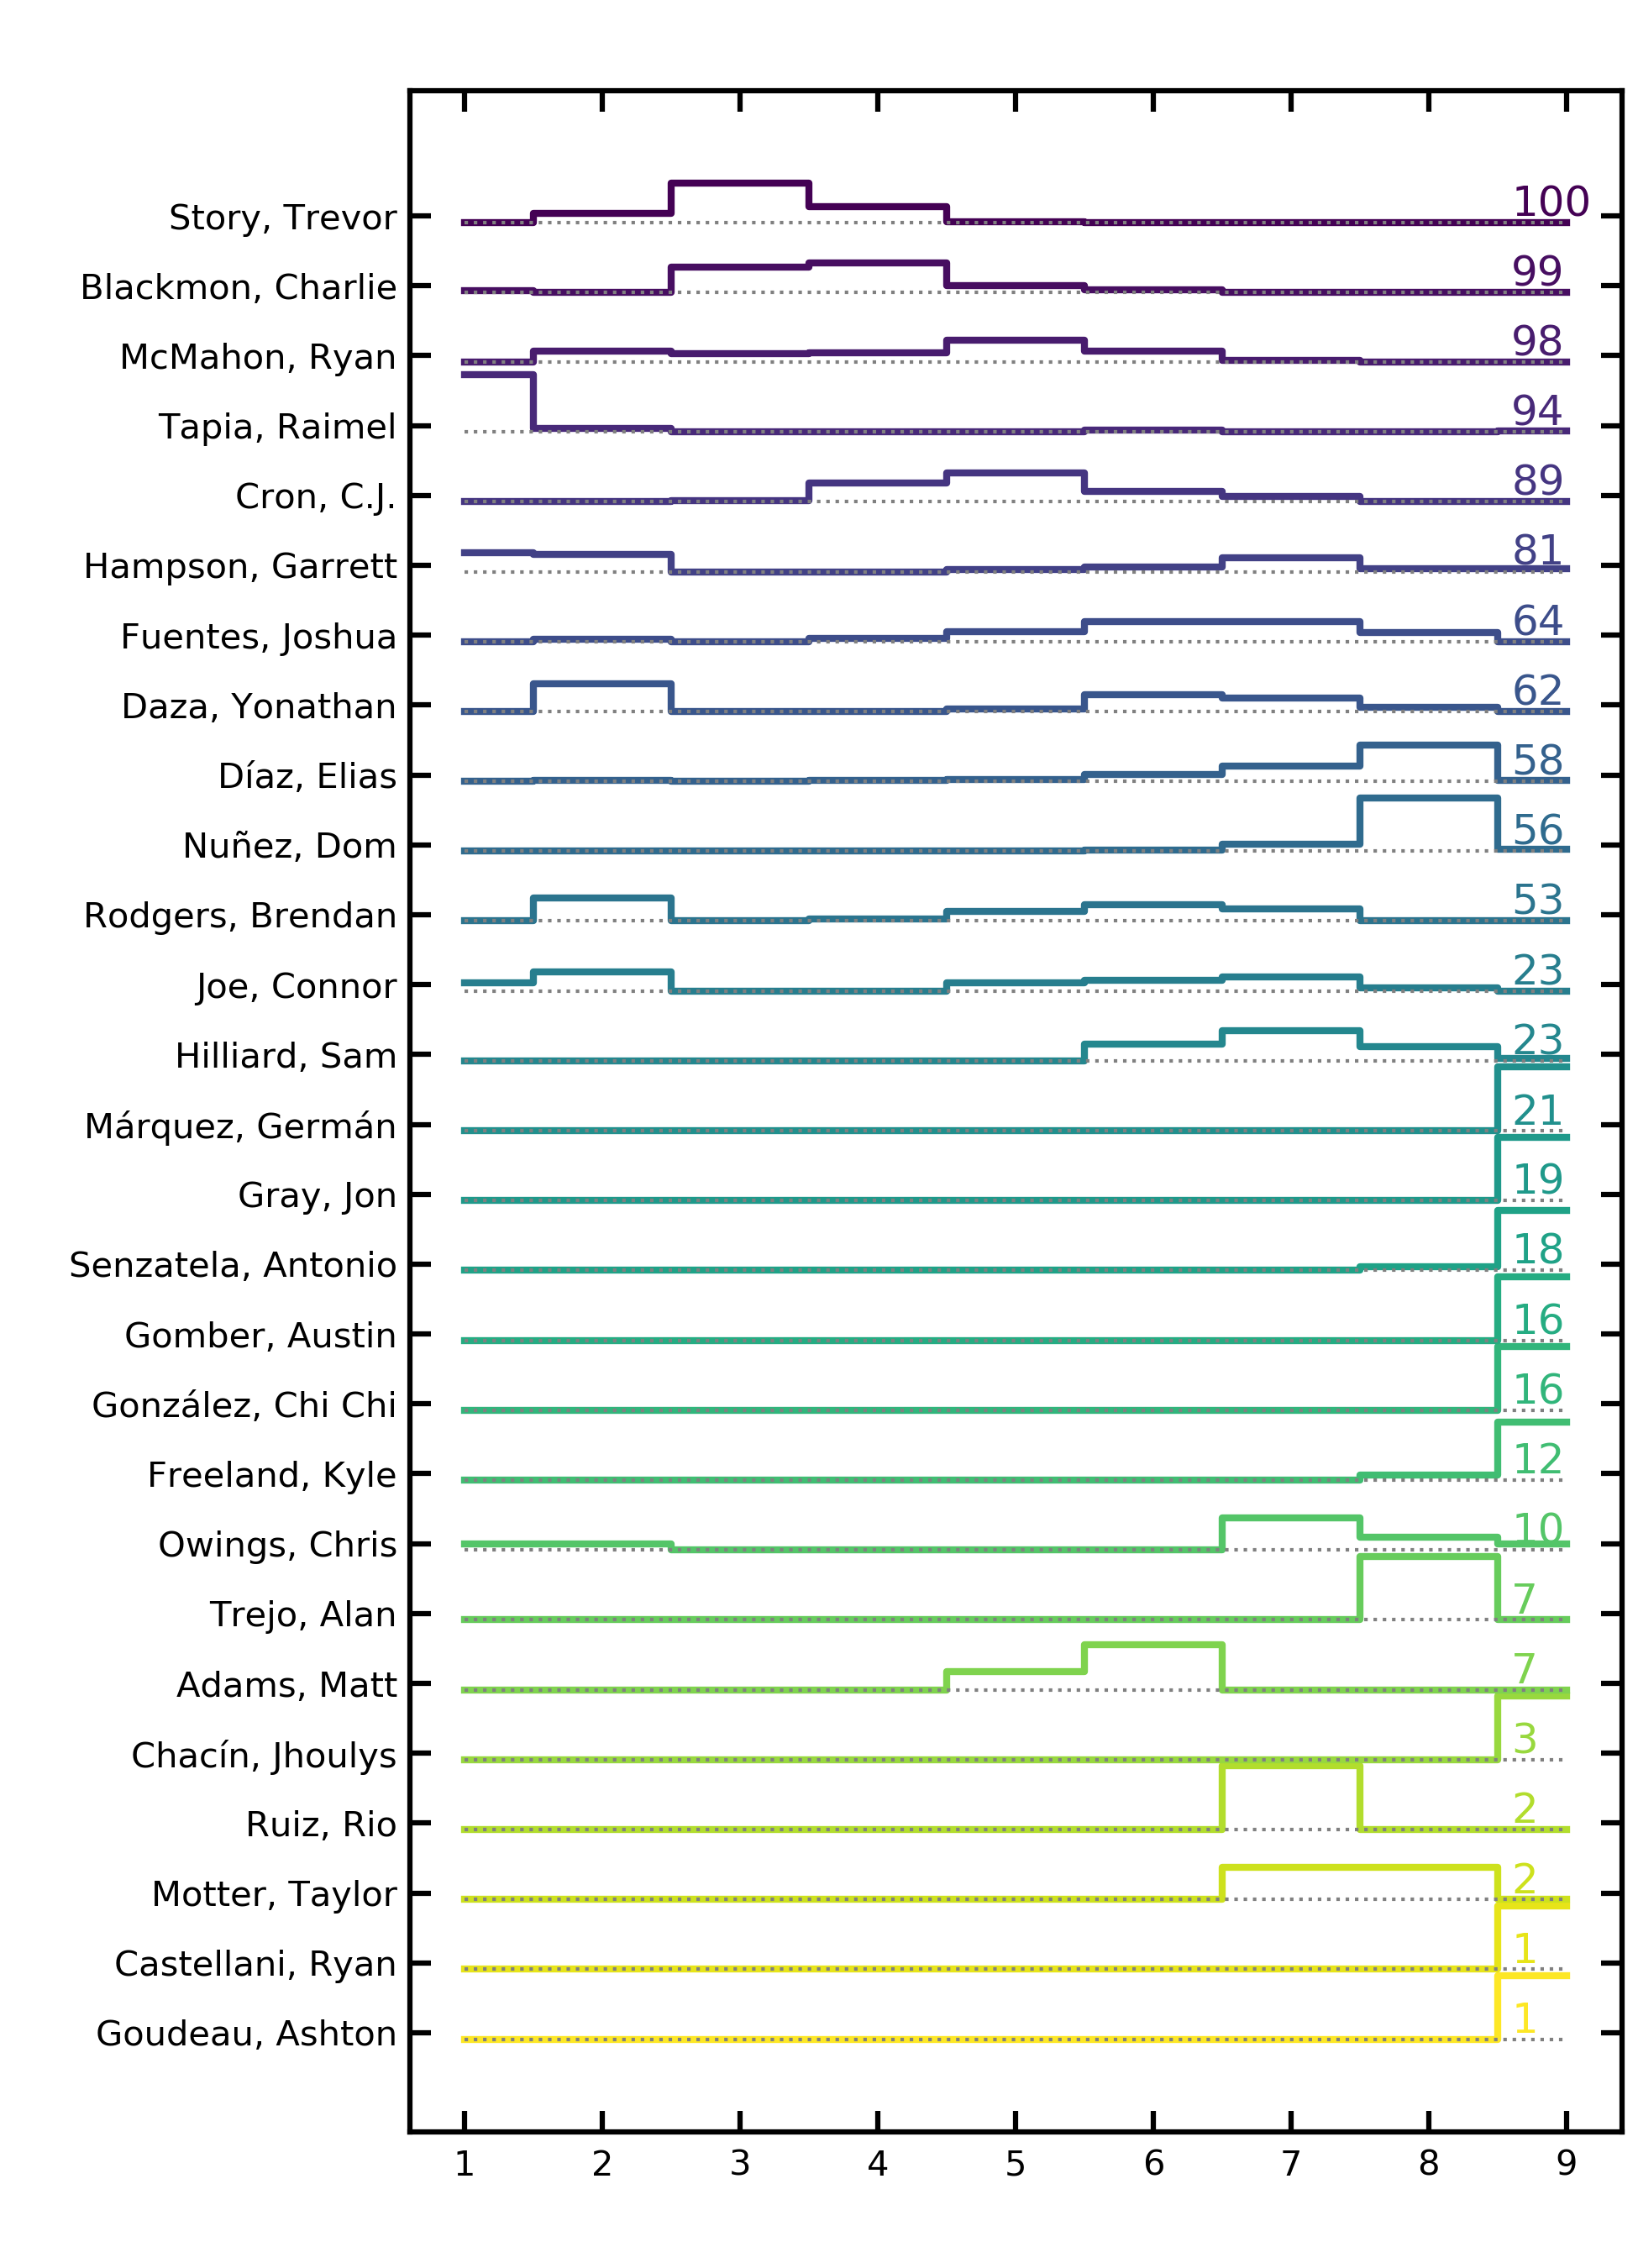 Story, Trevor 100
Blackmon, Charlie 99
McMahon, Ryan 98
Tapia, Raimel 94
Cron, C.J. 89
Hampson, Garrett 81
Fuentes, Joshua 64
Daza, Yonathan 62
Díaz, Elias 58
Nuñez, Dom 56
Rodgers, Brendan 53
Joe, Connor 23
Hilliard, Sam 23
Márquez, Germán 21
Gray, Jon 19
Senzatela, Antonio 18
Gomber, Austin 16
González, Chi Chi 16
Freeland, Kyle 12
Owings, Chris 10
Trejo, Alan 7
Adams, Matt 7
Chacín, Jhoulys 3
Ruiz, Rio 2
Motter, Taylor 2
Castellani, Ryan 1
Goudeau, Ashton 1
1 2 3 4 5 6 7 8 9